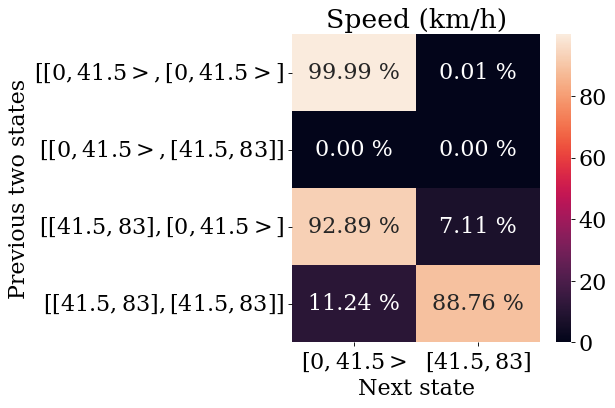 Speed (km/h)
Previous two states
[[0, 41.5>, [0, 41.5>] 99.99 % 0.01 %
[[0, 41.5>, [41.5, 83]] 0.00 % 0.00 %
[[41.5, 83], [0, 41.5>] 92.89 % 7.11 %
[[41.5, 83], [41.5, 83]] 11.24 % 88.76 %
[0, 41.5> [41.5, 83]
Next state
80
60
40
20
0